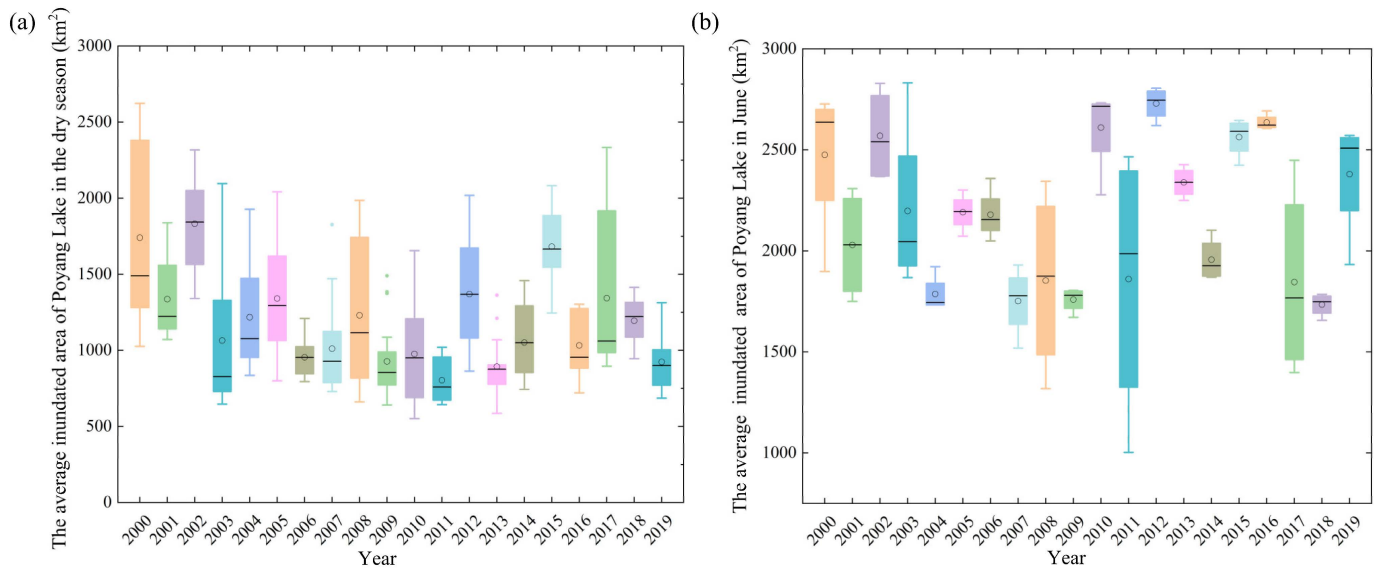 (a)
The average inundated area of Poyang Lake in the dry season (km²)
3000
2500
2000
1500
1000
500
0
2000 2001 2002 2003 2004 2005 2006 2007 2008 2009 2010 2011 2012 2013 2014 2015 2016 2017 2018 2019
Year
(b)
The average inundated area of Poyang Lake in June (km²)
3000
2500
2000
1500
1000
2000 2001 2002 2003 2004 2005 2006 2007 2008 2009 2010 2011 2012 2013 2014 2015 2016 2017 2018 2019
Year